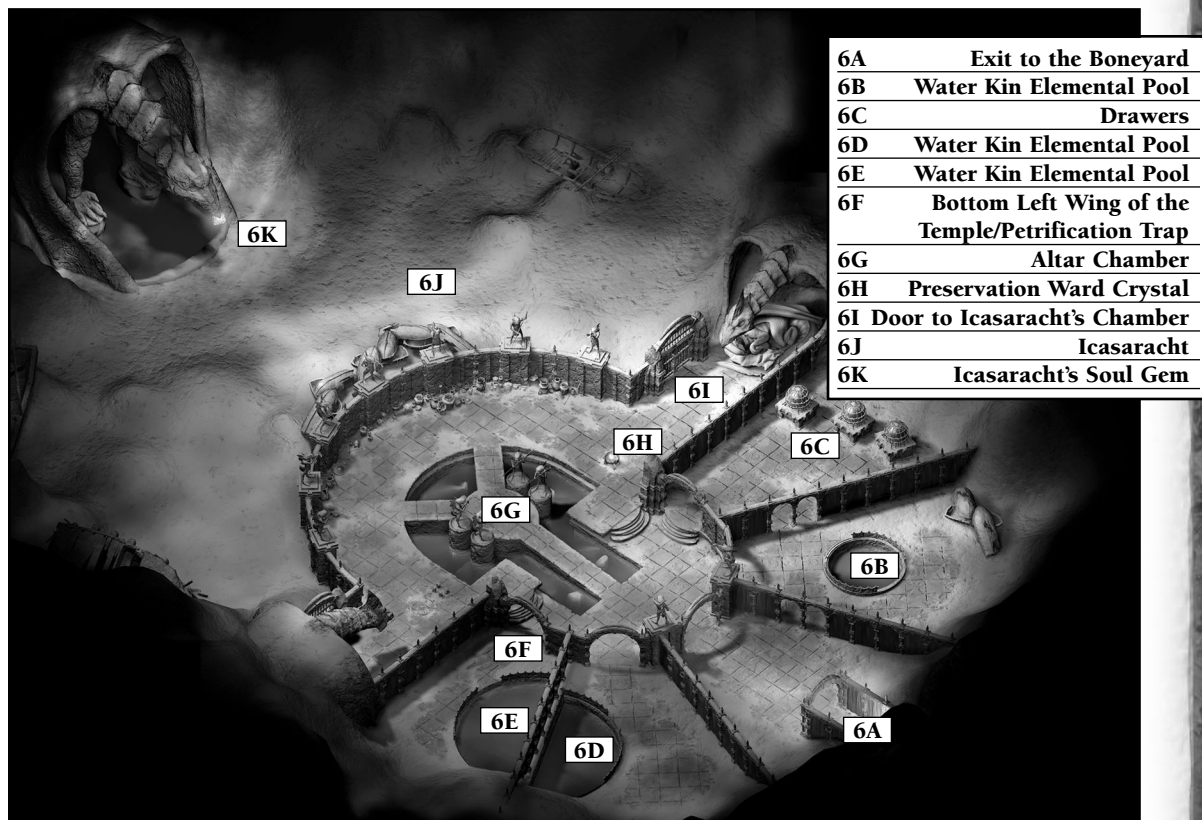 6A Exit to the Boneyard
6B Water Kin Elemental Pool
6C Drawers
6D Water Kin Elemental Pool
6E Water Kin Elemental Pool
6F Bottom Left Wing of the
Temple/Petrification Trap
6G Altar Chamber
6H Preservation Ward Crystal
6I Door to Icasaracht's Chamber
6J Icasaracht
6K Icasaracht's Soul Gem
6K
6J
6I
6H
6C
6G
6B
6F
6E
6D
6A